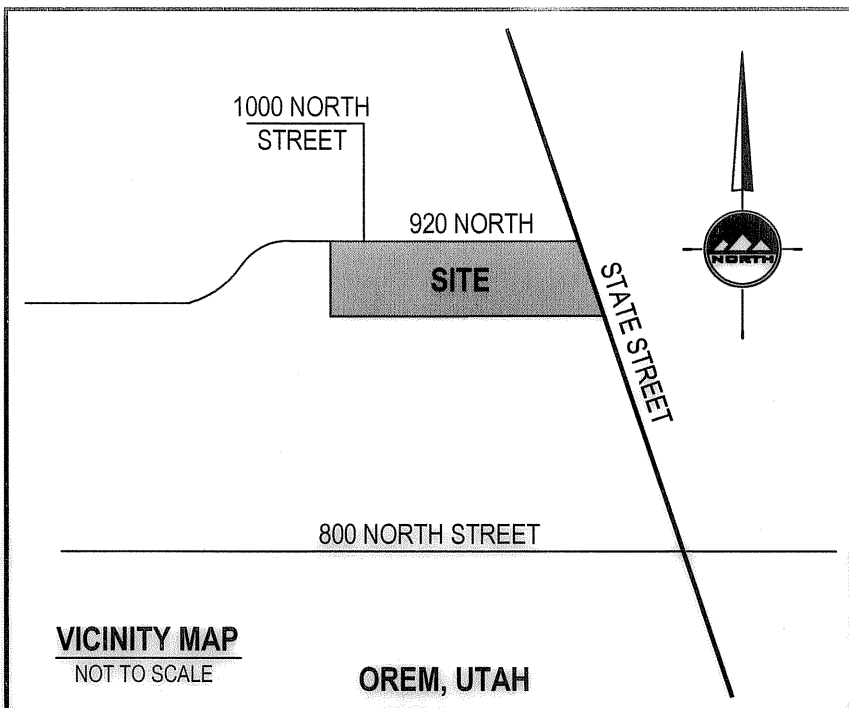 1000 NORTH
STREET
920 NORTH
SITE
NORTH
STATE STREET
800 NORTH STREET
VICINITY MAP
NOT TO SCALE
OREM, UTAH